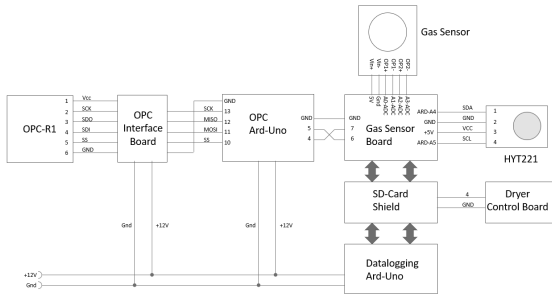 Gas Sensor
Vin+
Vin-
OP1+
OP1-
OP2+
OP2-
5V
Gnd
A0-ADC
A1-ADC
A2-ADC
A3-ADC
OPC-R1
1
2
3
4
5
6
Vcc
SCK
SDO
SDI
SS
GND
OPC
Interface
Board
SCK
MISO
MOSI
SS
GND
13
12
11
10
OPC
Ard-Uno
GND
5
4
GND
7
6
Gas Sensor
Board
ARD-A4
GND
+5V
ARD-A5
SDA
GND
VCC
SCL
1
2
3
4
HYT221
SD-Card
Shield
4
GND
Dryer
Control Board
Gnd
+12V
Gnd
+12V
Datalogging
Ard-Uno
+12V
Gnd